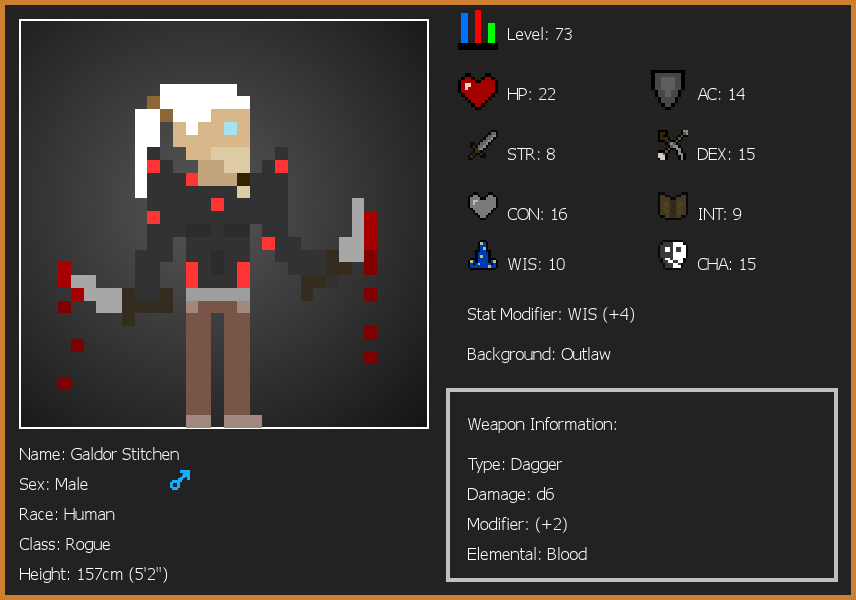 Level: 73
HP: 22
AC: 14
STR: 8
DEX: 15
CON: 16
INT: 9
WIS: 10
CHA: 15
Stat Modifier: WIS (+4)
Background: Outlaw
Weapon Information:
Type: Dagger
Damage: d6
Modifier: (+2)
Elemental: Blood
Name: Galdor Stitchen
Sex: Male
Race: Human
Class: Rogue
Height: 157cm (5'2")